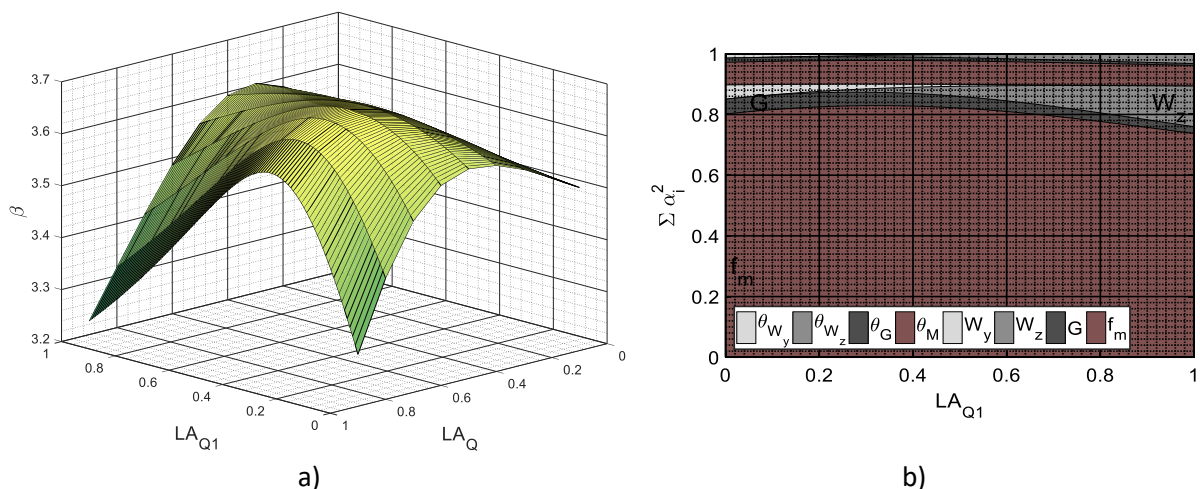 3.7
3.6
3.5
3.4
3.3
3.2
β
1
0.8
0.6
0.4
0.2
0
LA_Q1
1
0.8
0.6
0.4
0.2
0
LA_Q
a)
1
0.8
0.6
0.4
0.2
0
Σ α_i^2
G
W_z
f_m
θ_W_y θ_W_z θ_G θ_M W_y W_z G f_m
0 0.2 0.4 0.6 0.8 1
LA_Q1
b)